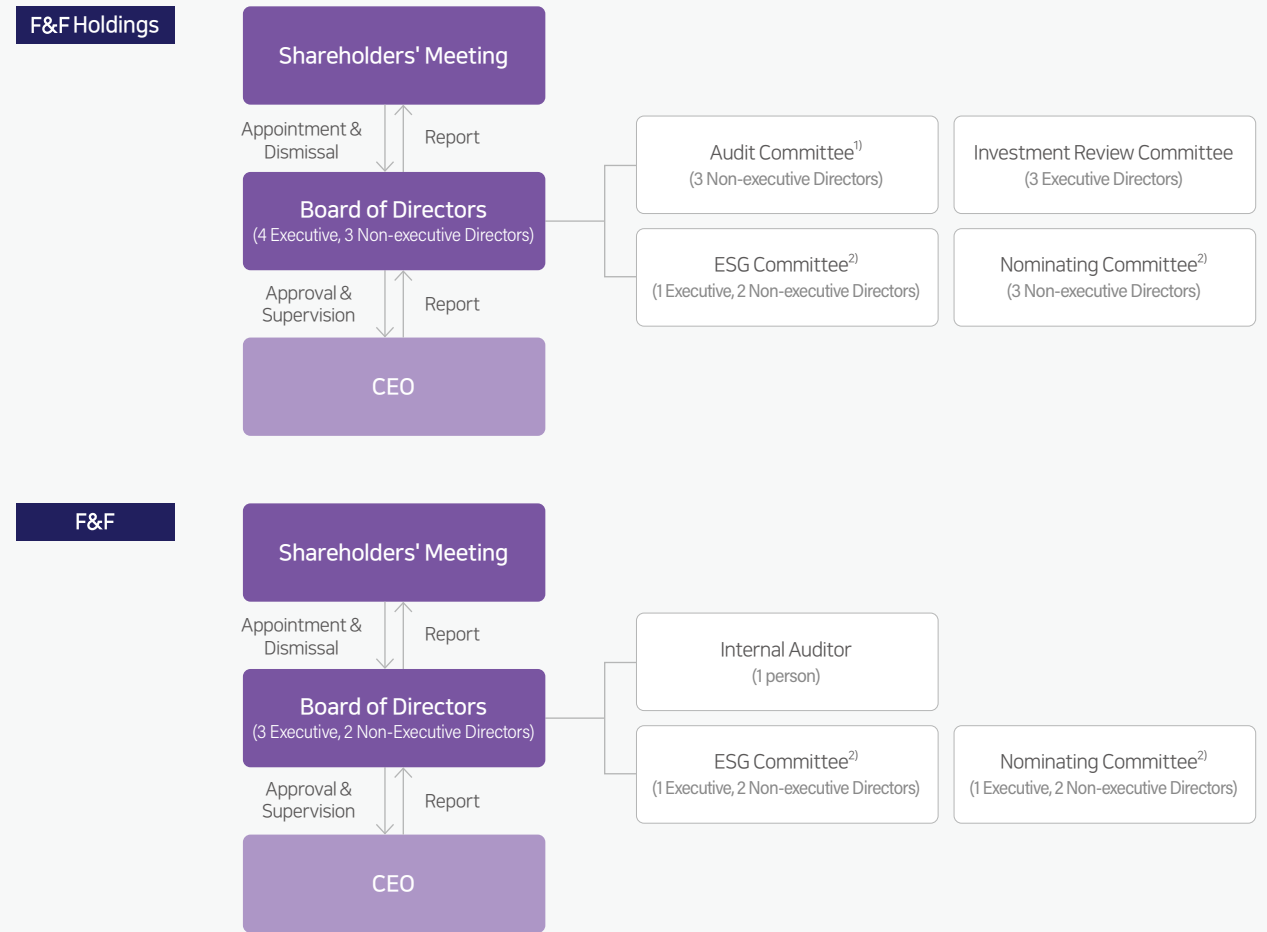 F&F Holdings
Shareholders' Meeting
Appointment &
Dismissal
Report
Board of Directors
(4 Executive, 3 Non-executive Directors)
Approval &
Supervision
Report
CEO
Audit Committee1)
(3 Non-executive Directors)
Investment Review Committee
(3 Executive Directors)
ESG Committee2)
(1 Executive, 2 Non-executive Directors)
Nominating Committee2)
(3 Non-executive Directors)
F&F
Shareholders' Meeting
Appointment &
Dismissal
Report
Board of Directors
(3 Executive, 2 Non-Executive Directors)
Approval &
Supervision
Report
CEO
Internal Auditor
(1 person)
ESG Committee2)
(1 Executive, 2 Non-executive Directors)
Nominating Committee2)
(1 Executive, 2 Non-executive Directors)